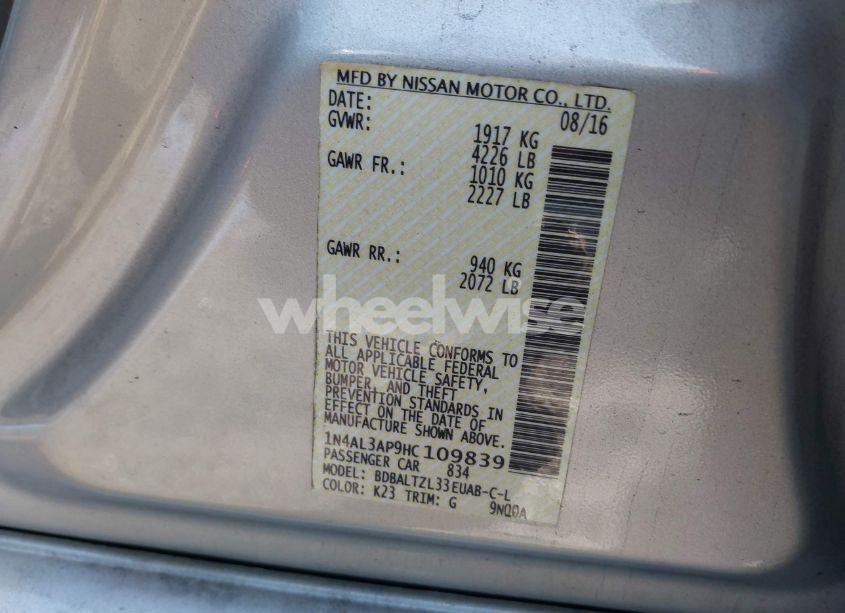 MFD BY NISSAN MOTOR CO., LTD.
DATE: 08/16
GVWR: 1917 KG
4226 LB
GAWR FR.: 1010 KG
2227 LB
GAWR RR.: 940 KG
2072 LB
wheelwise
THIS VEHICLE CONFORMS TO
ALL APPLICABLE FEDERAL
MOTOR VEHICLE SAFETY,
BUMPER, AND THEFT
PREVENTION STANDARDS IN
EFFECT ON THE DATE OF
MANUFACTURE SHOWN ABOVE.
1N4AL3AP9HC109839
PASSENGER CAR 834
MODEL: BDBALTZL33EUAB-C-L
COLOR: K23 TRIM: G